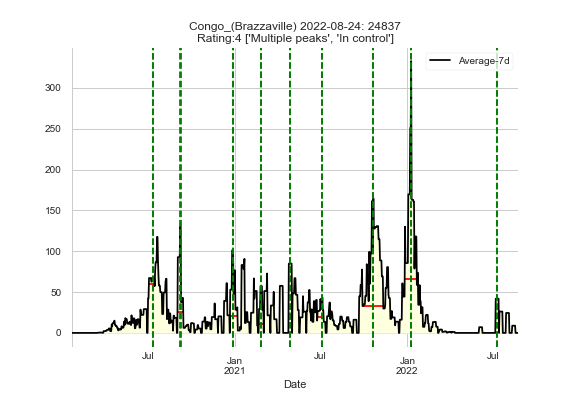 Congo_(Brazzaville) 2022-08-24: 24837
Rating:4 ['Multiple peaks', 'In control']
Average-7d
300
250
200
150
100
50
0
Jul
Jan
2021
Jul
Jan
2022
Jul
Date